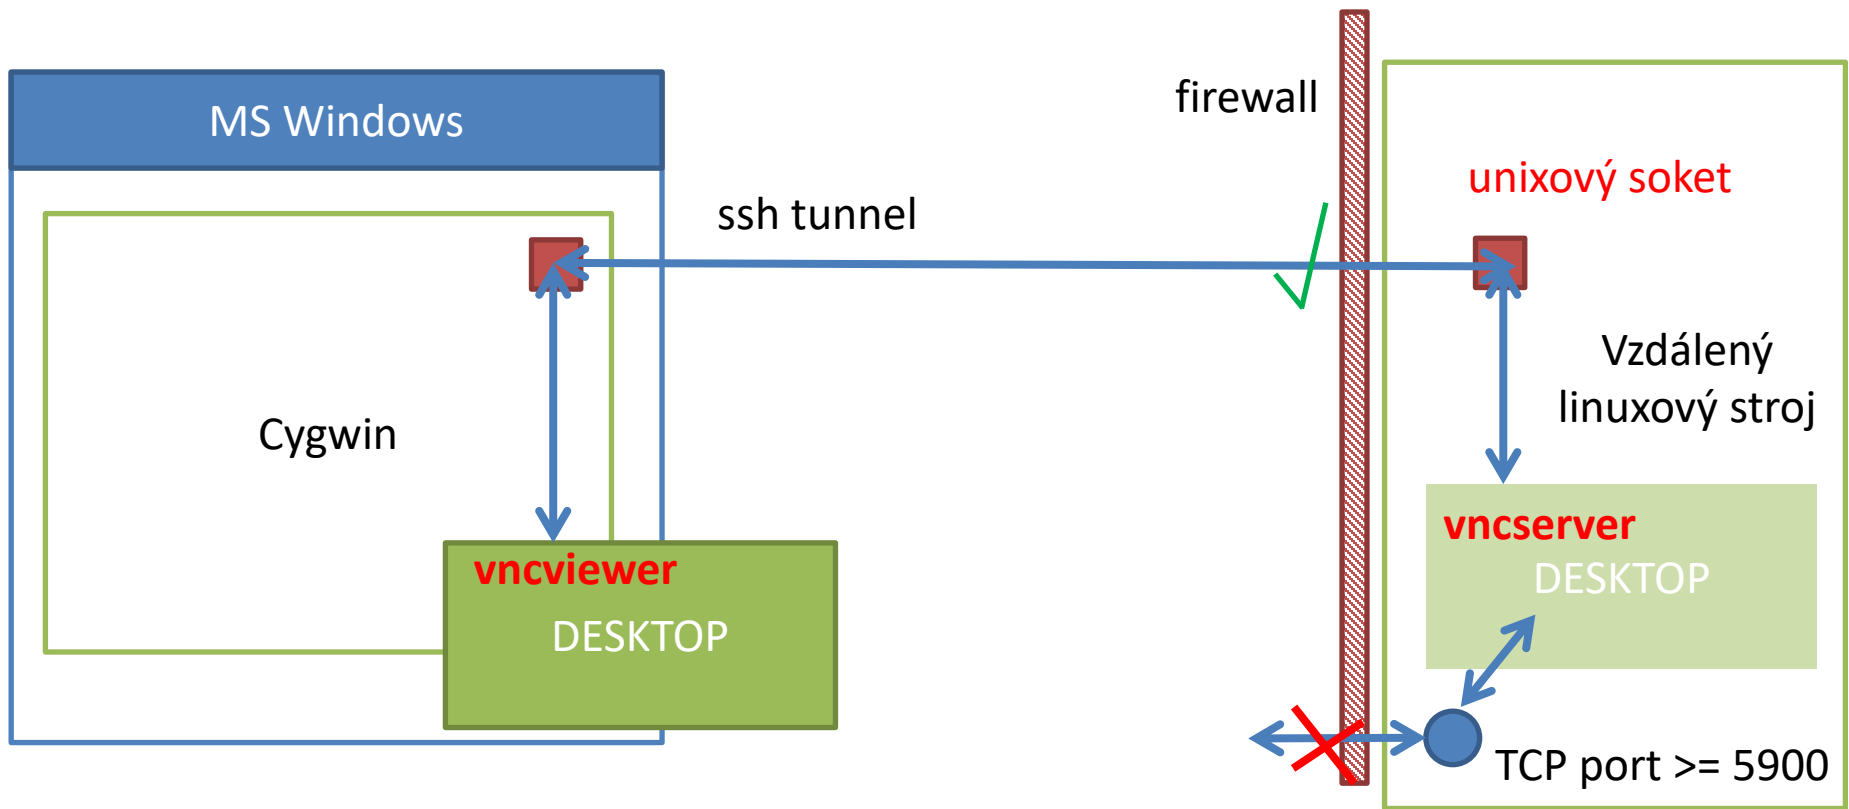 MS Windows
firewall
unixový soket
ssh tunnel
Vzdálený
linuxový stroj
Cygwin
vncserver
DESKTOP
vncviewer
DESKTOP
TCP port >= 5900